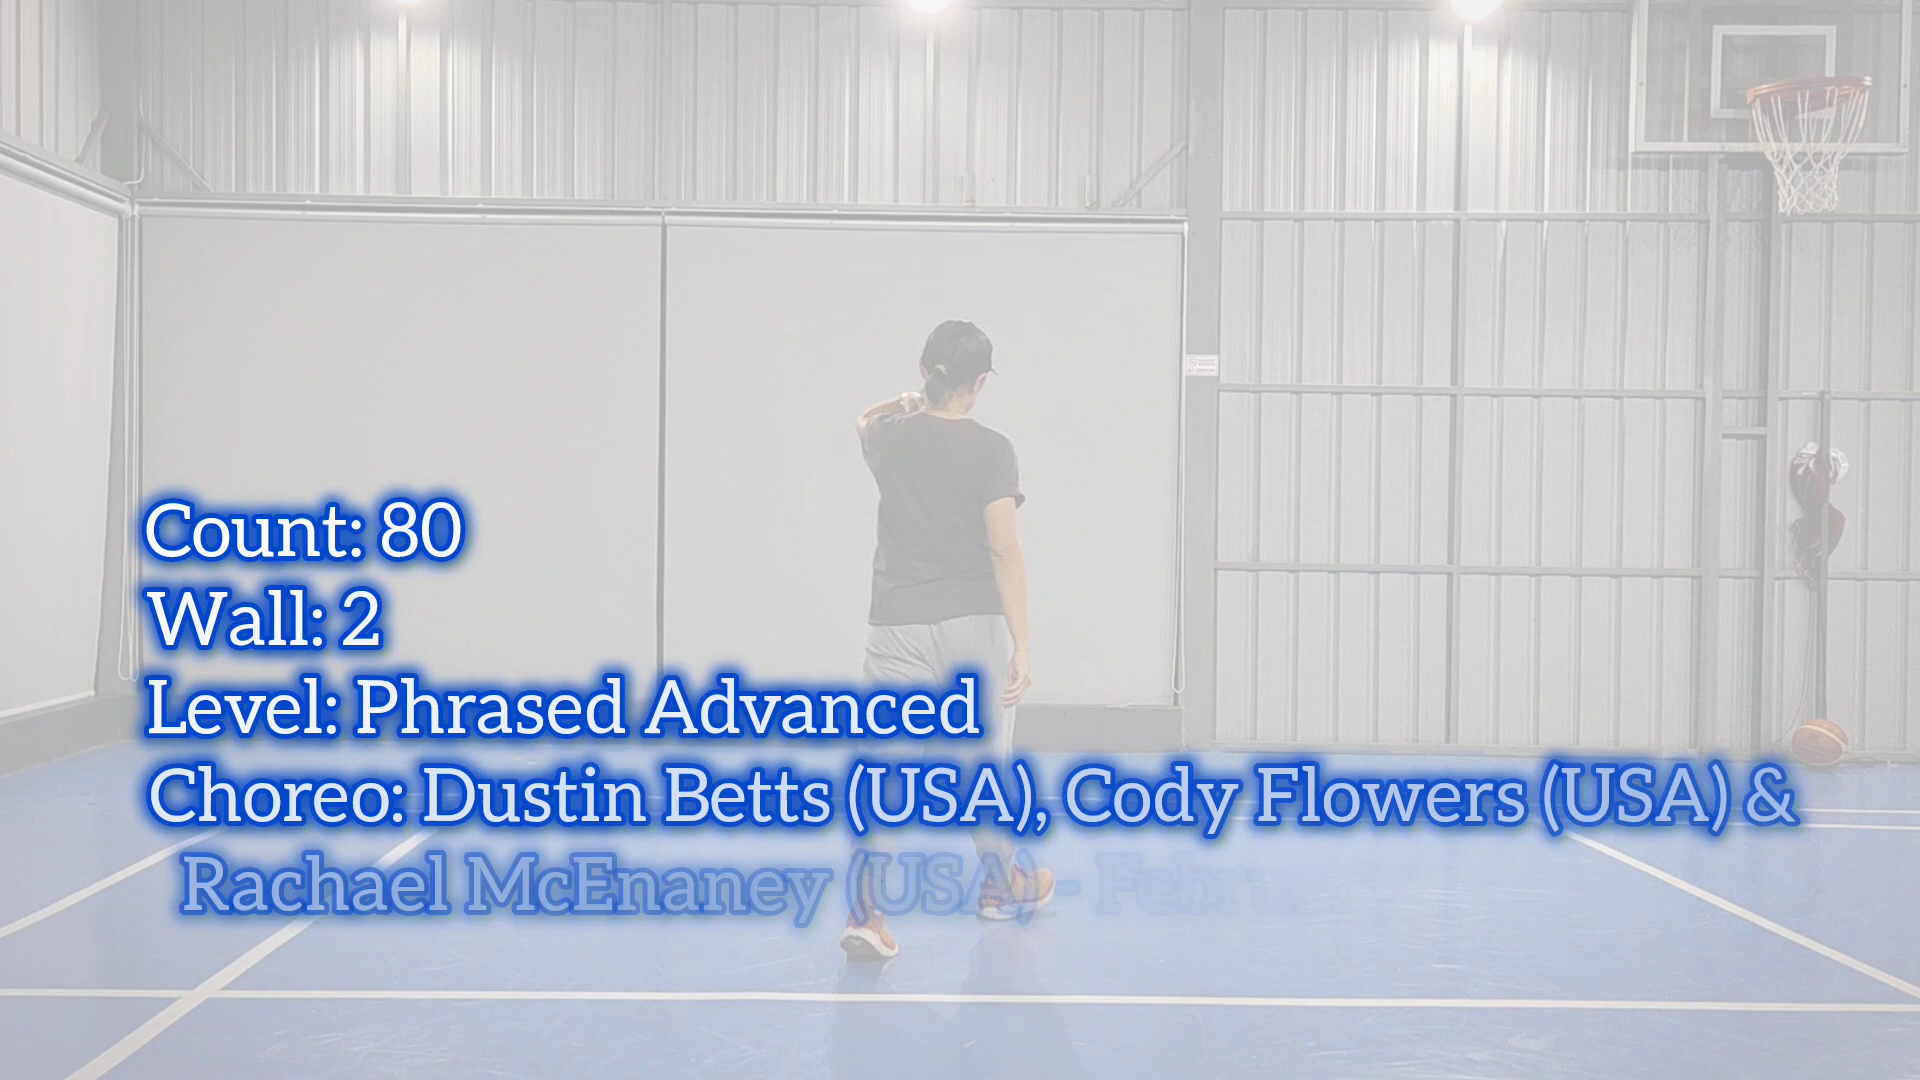 Count: 80
Wall: 2
Level: Phrased Advanced
Choreo: Dustin Betts (USA), Cody Flowers (USA) &
Rachael McEnaney (USA) -